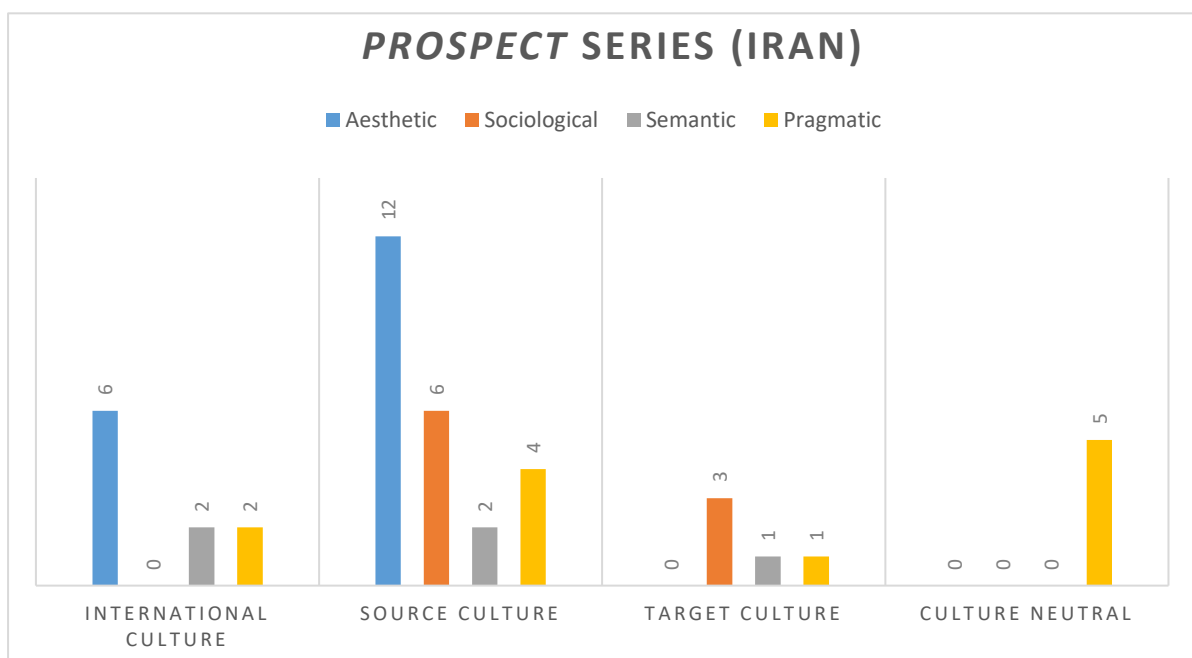 PROSPECT SERIES (IRAN)
Aesthetic Sociological Semantic Pragmatic
6 0 2 2 12 6 2 4 0 3 1 1 0 0 0 5
INTERNATIONAL CULTURE SOURCE CULTURE TARGET CULTURE CULTURE NEUTRAL